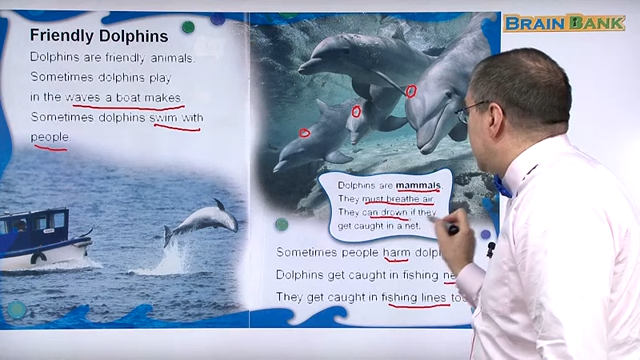 BRAIN BANK
Friendly Dolphins
Dolphins are friendly animals.
Sometimes dolphins play
in the waves a boat makes.
Sometimes dolphins swim with
people.
Dolphins are mammals.
They must breathe air.
They can drown if they
get caught in a net.
Sometimes people harm
Dolphins get caught in fishing
They get caught in fishing lines